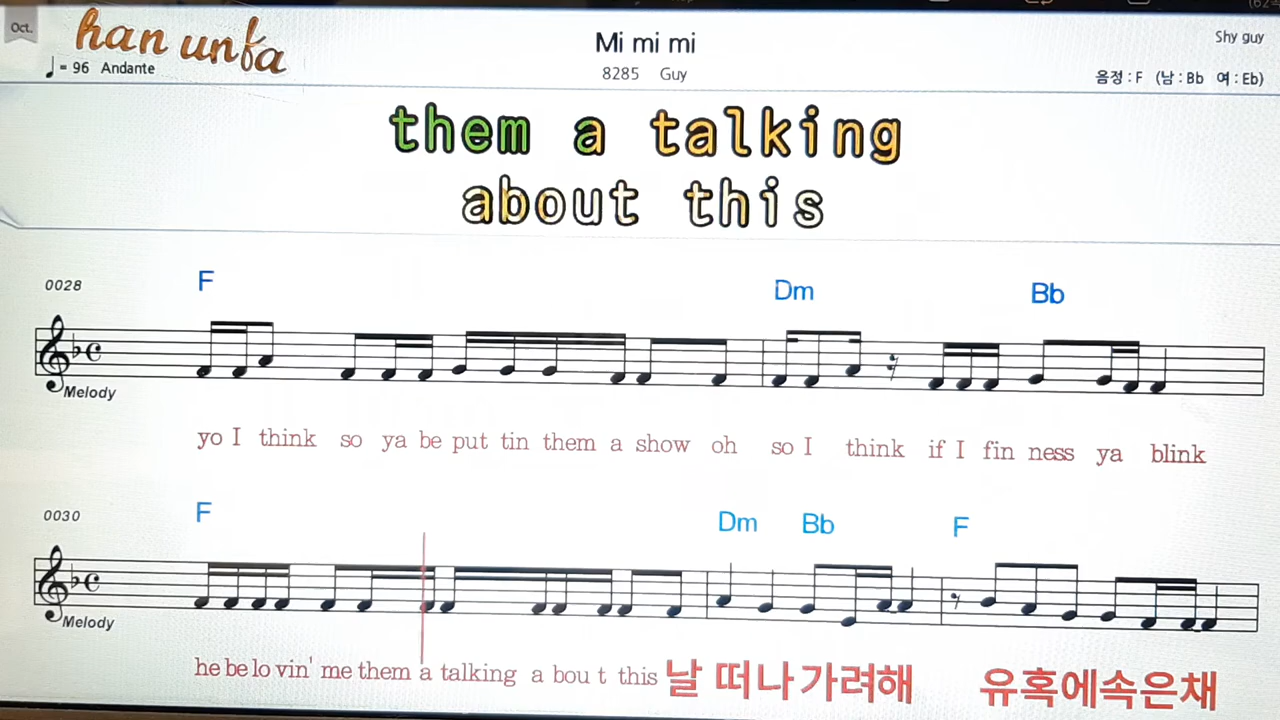 Oct.
han unfa
Mi mi mi
Shy guy
♩ = 96 Andante
8285 Guy
음정 : F (남 : Bb 여 : Eb)
them a talking
about this
0028
F Dm Bb
Melody
yo I think so ya be put tin them a show oh so I think if I fin ness ya blink
0030
F Dm Bb F
Melody
he be lo vin' me them a talking a bou t this 날 떠나가려해 유혹에속은채